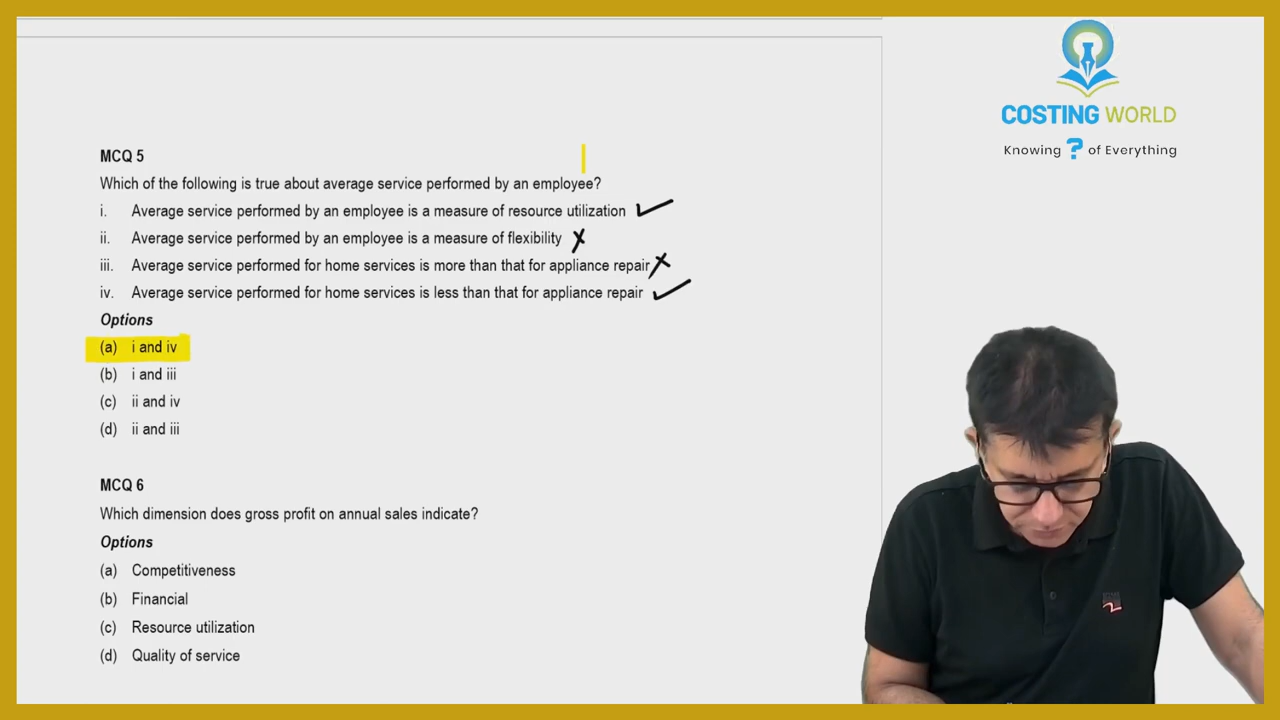 COSTING WORLD
Knowing ? of Everything
MCQ 5
Which of the following is true about average service performed by an employee?
i. Average service performed by an employee is a measure of resource utilization
ii. Average service performed by an employee is a measure of flexibility
iii. Average service performed for home services is more than that for appliance repair
iv. Average service performed for home services is less than that for appliance repair
Options
(a) i and iv
(b) i and iii
(c) ii and iv
(d) ii and iii
MCQ 6
Which dimension does gross profit on annual sales indicate?
Options
(a) Competitiveness
(b) Financial
(c) Resource utilization
(d) Quality of service